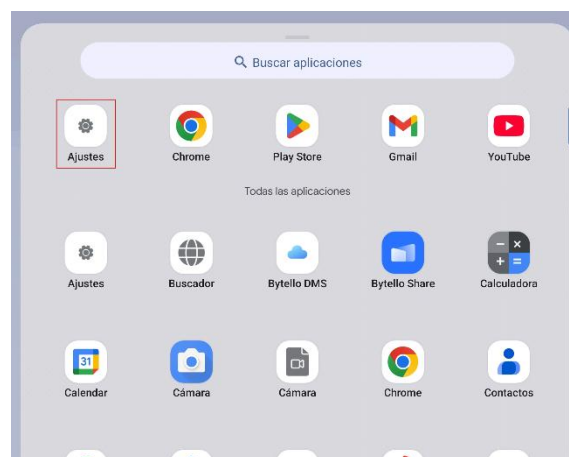 Buscar aplicaciones
Ajustes Chrome Play Store Gmail YouTube
Todas las aplicaciones
Ajustes Buscador Bytello DMS Bytello Share Calculadora
31
Calendar Cámara Cámara Chrome Contactos